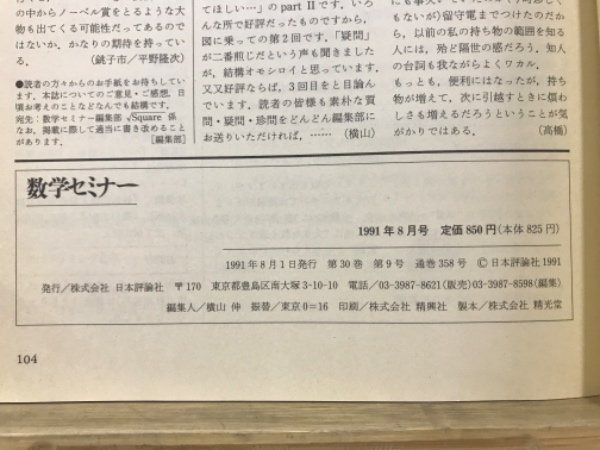 の中からノーベル賞をとるような大
物も出てくる可能性だってあるので
はないか．かなりの期待を持ってい
る． (銚子市／平野隆次)
●読者の方々からのお手紙をお待ちしてい
ます．本誌についてのご意見・ご感想，日
頃お考えのことなどなんでも結構です．
宛先：数学セミナー編集部 √Square 係
なお，掲載に際して適当に書き改めること
があります． [編集部]
てほしい…」の part II です．いろ
んな所で好評だったものですから，
図に乗っての第2回です．「疑問」
が二番煎じだという声も聞きました
が，結構オモシロイと思っています．
又又好評ならば，3回目をと目論ん
でいます．読者の皆様も素朴な質
問・疑問・珍問をどんどん編集部に
お送りいただければ，…… (横山)
もないが)留守電までつけたのだか
ら，以前の私の持ち物の範囲を知る
人には，殆ど隔世の感だろう．知人
の台詞も我ながらよくワカル．
もっとも，便利にはなったが，持ち
物が増えて，次に引越すときに煩わ
しさも増えるだろうということが気
がかりではある． (高橋)
数学セミナー
1991年8月号 定価850円(本体825円)
1991年8月1日発行 第30巻 第9号 通巻358号 ©日本評論社1991
発行／株式会社 日本評論社 〒170 東京都豊島区南大塚3-10-10 電話／03-3987-8621(販売)03-3987-8598(編集)
編集人／横山 伸 振替／東京0＝16 印刷／株式会社 精興社 製本／株式会社 精光堂
104